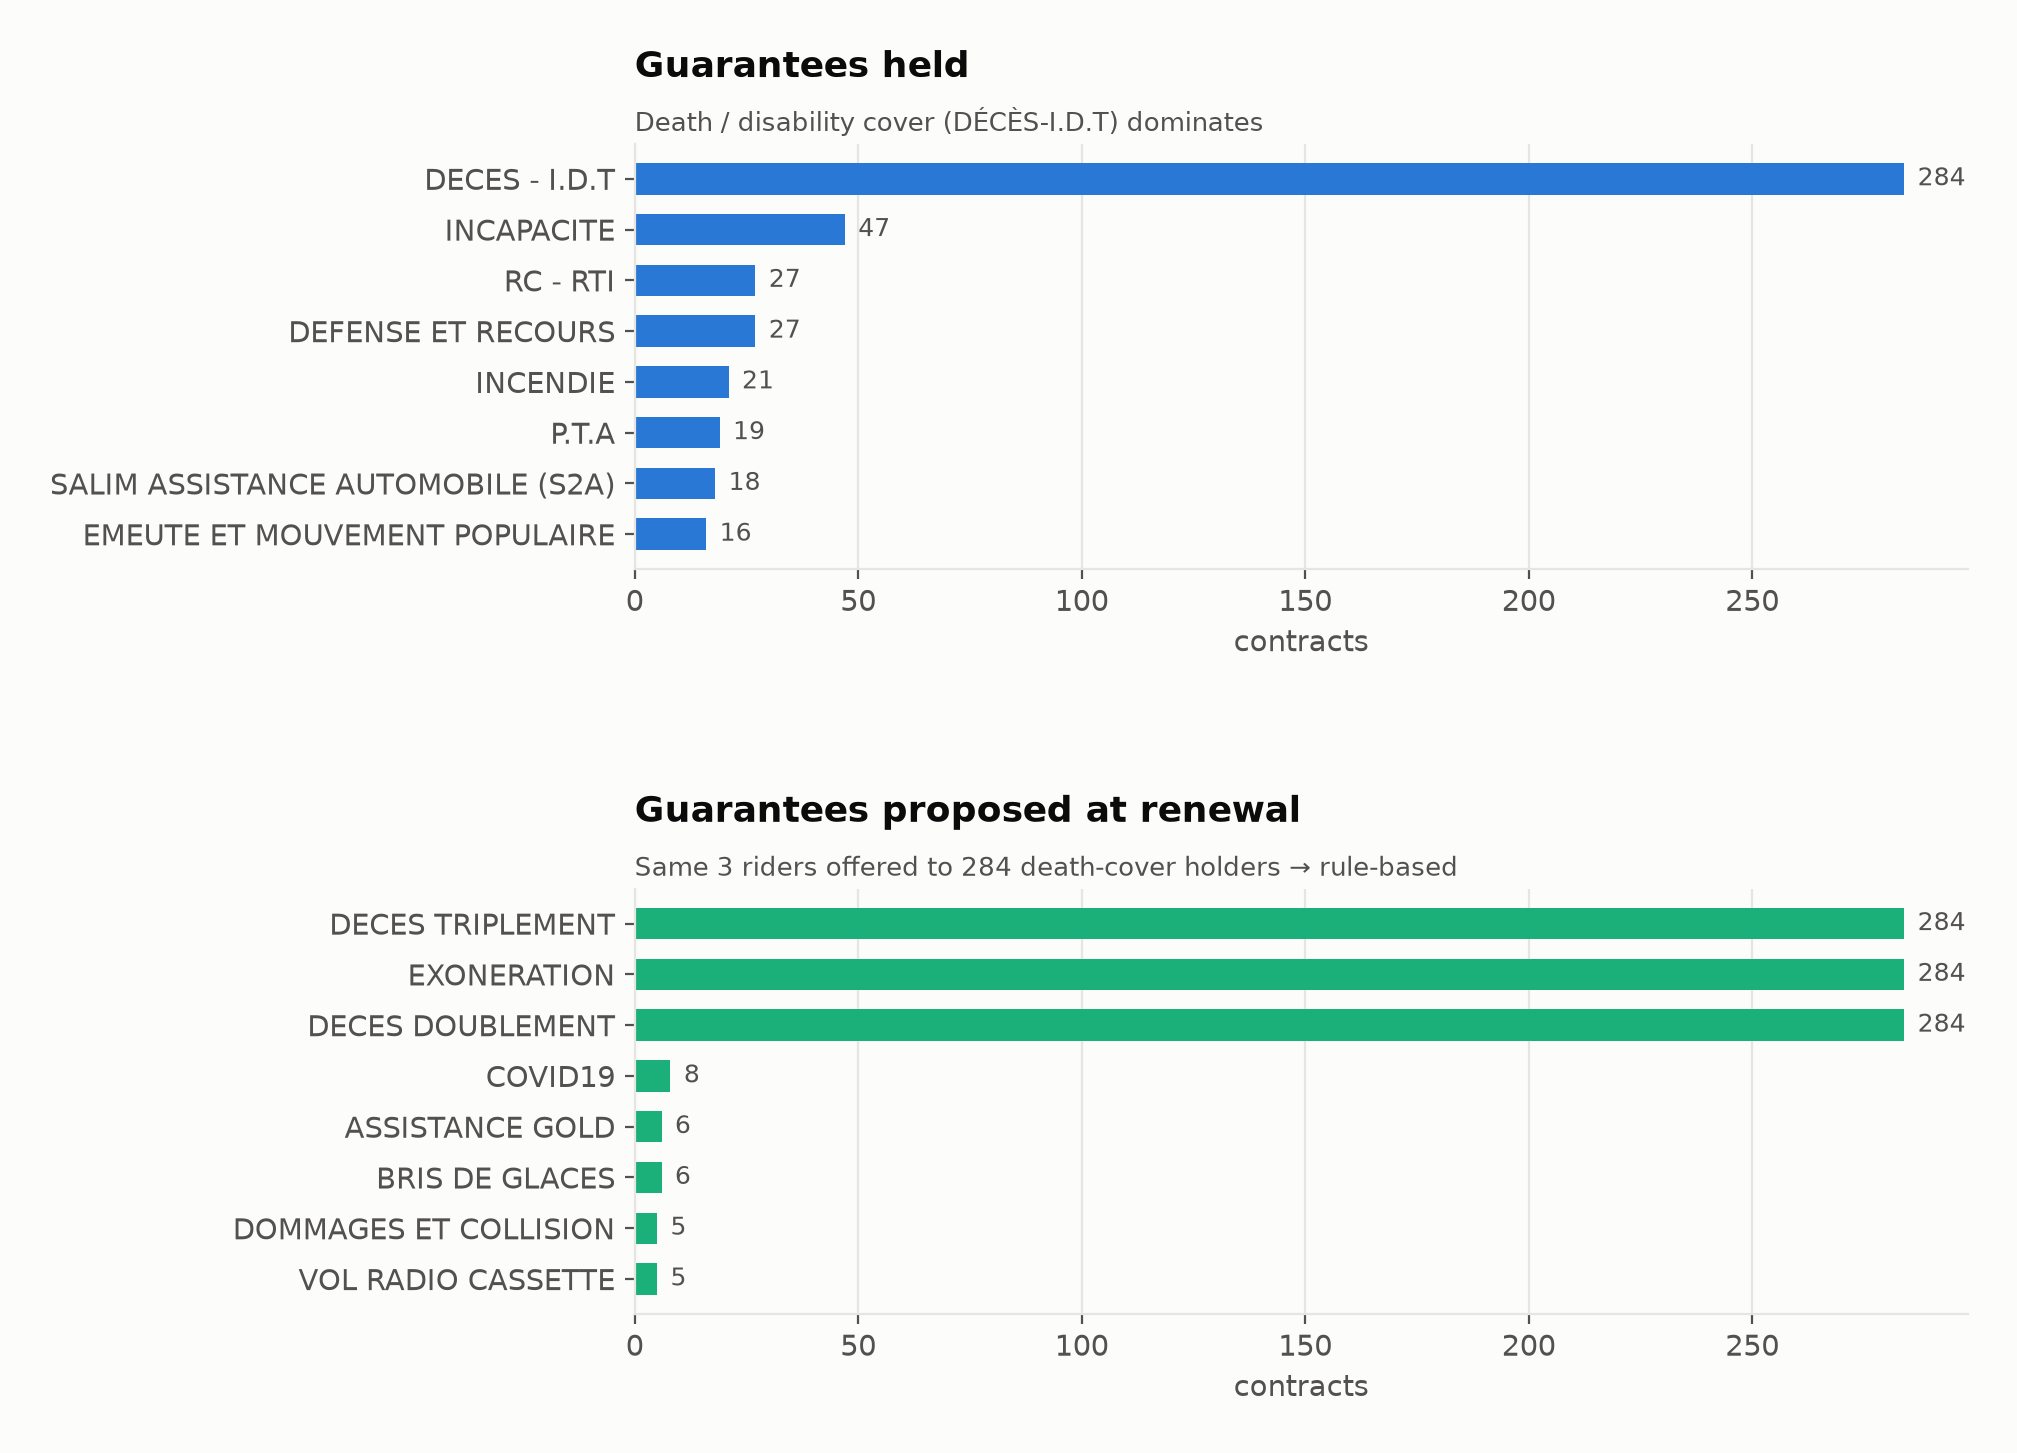 Guarantees held
Death / disability cover (DÉCÈS-I.D.T) dominates
DECES - I.D.T 284
INCAPACITE 47
RC - RTI 27
DEFENSE ET RECOURS 27
INCENDIE 21
P.T.A 19
SALIM ASSISTANCE AUTOMOBILE (S2A) 18
EMEUTE ET MOUVEMENT POPULAIRE 16
0 50 100 150 200 250
contracts
Guarantees proposed at renewal
Same 3 riders offered to 284 death-cover holders → rule-based
DECES TRIPLEMENT 284
EXONERATION 284
DECES DOUBLEMENT 284
COVID19 8
ASSISTANCE GOLD 6
BRIS DE GLACES 6
DOMMAGES ET COLLISION 5
VOL RADIO CASSETTE 5
0 50 100 150 200 250
contracts